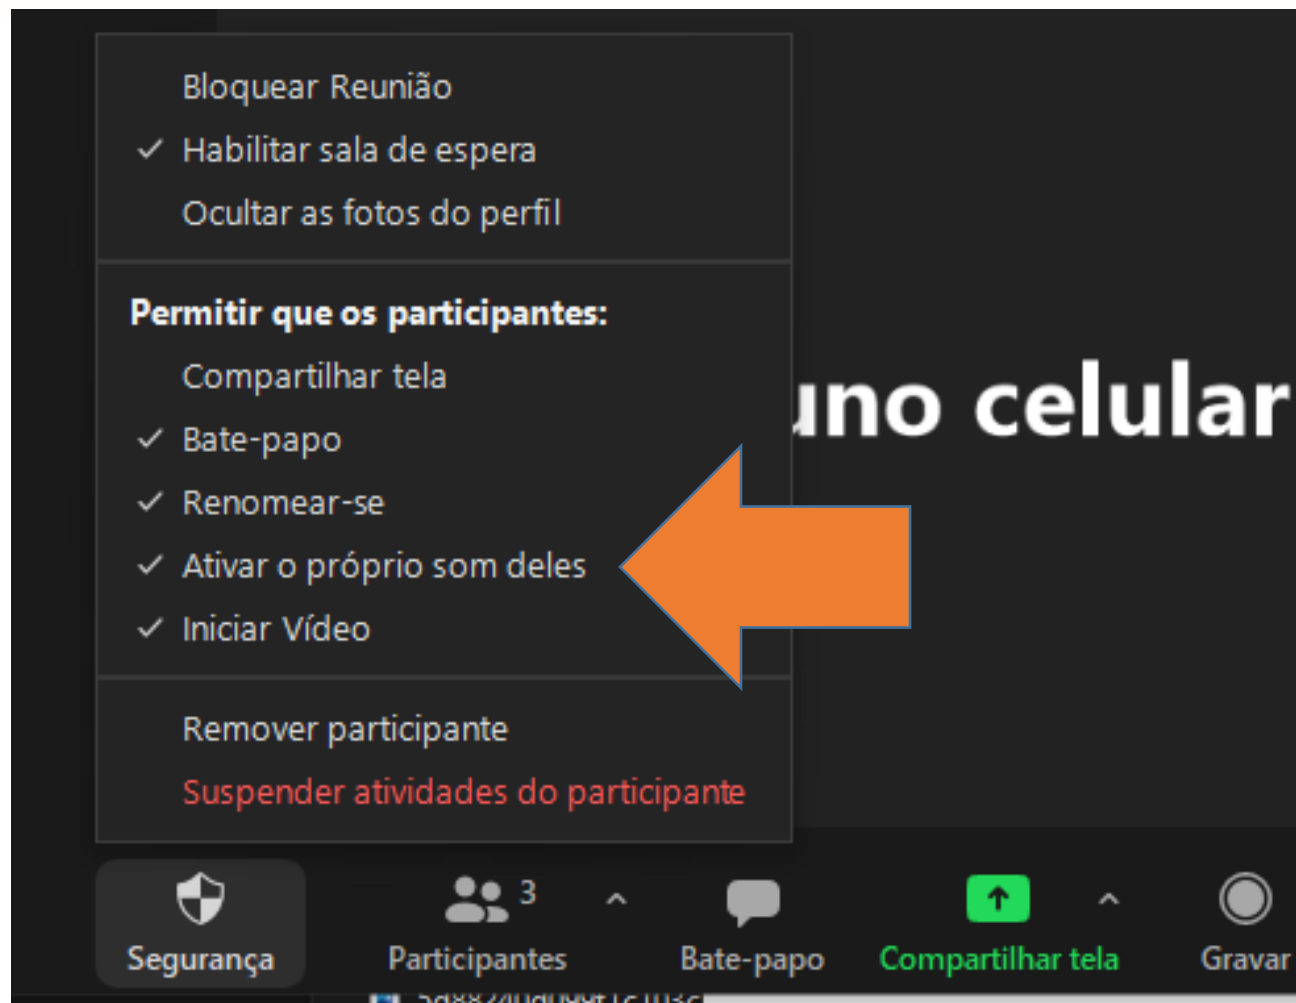 Bloquear Reunião
Habilitar sala de espera
Ocultar as fotos do perfil
Permitir que os participantes:
Compartilhar tela
Bate-papo
Renomear-se
Ativar o próprio som deles
Iniciar Vídeo
Remover participante
Suspender atividades do participante
celular
3
Segurança
Participantes
Bate-papo
Compartilhar tela
Gravar